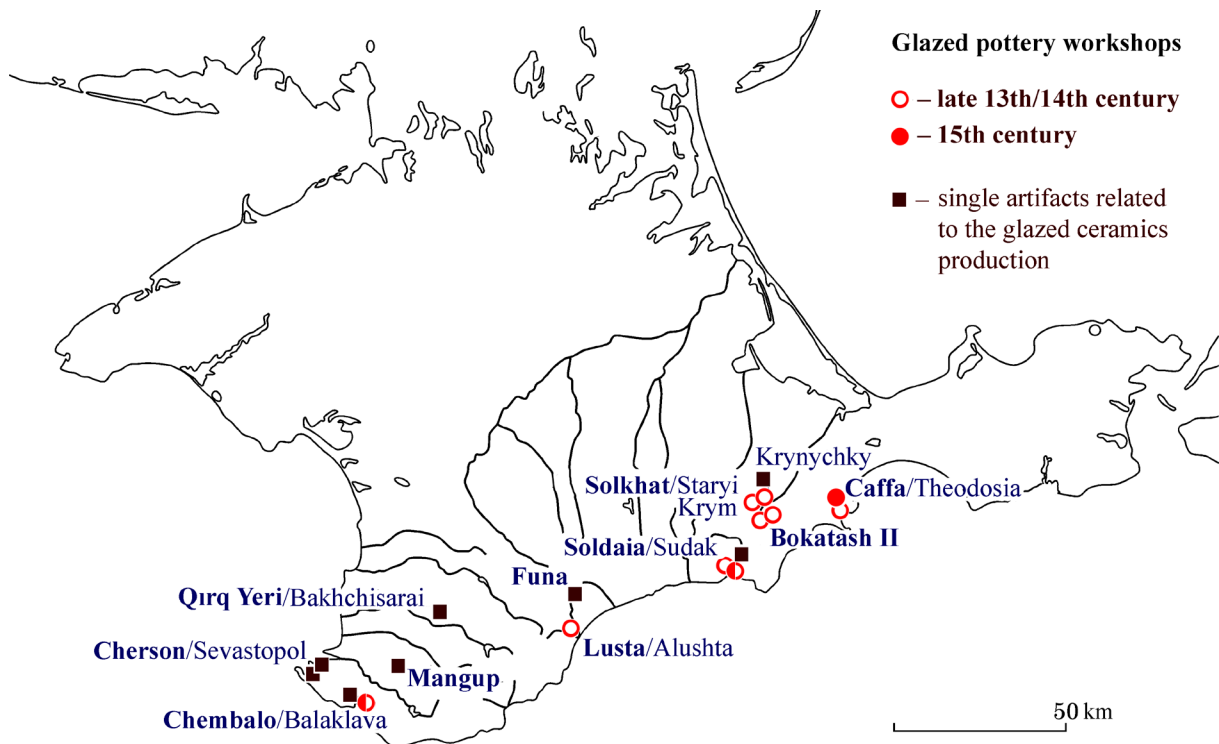 Glazed pottery workshops
– late 13th/14th century
– 15th century
– single artifacts related
to the glazed ceramics
production
Krynychky
Solkhat/Staryi
Krym
Caffa/Theodosia
Bokatash II
Soldaia/Sudak
Funa
Qırq Yeri/Bakhchisarai
Lusta/Alushta
Cherson/Sevastopol
Mangup
Chembalo/Balaklava
50 km